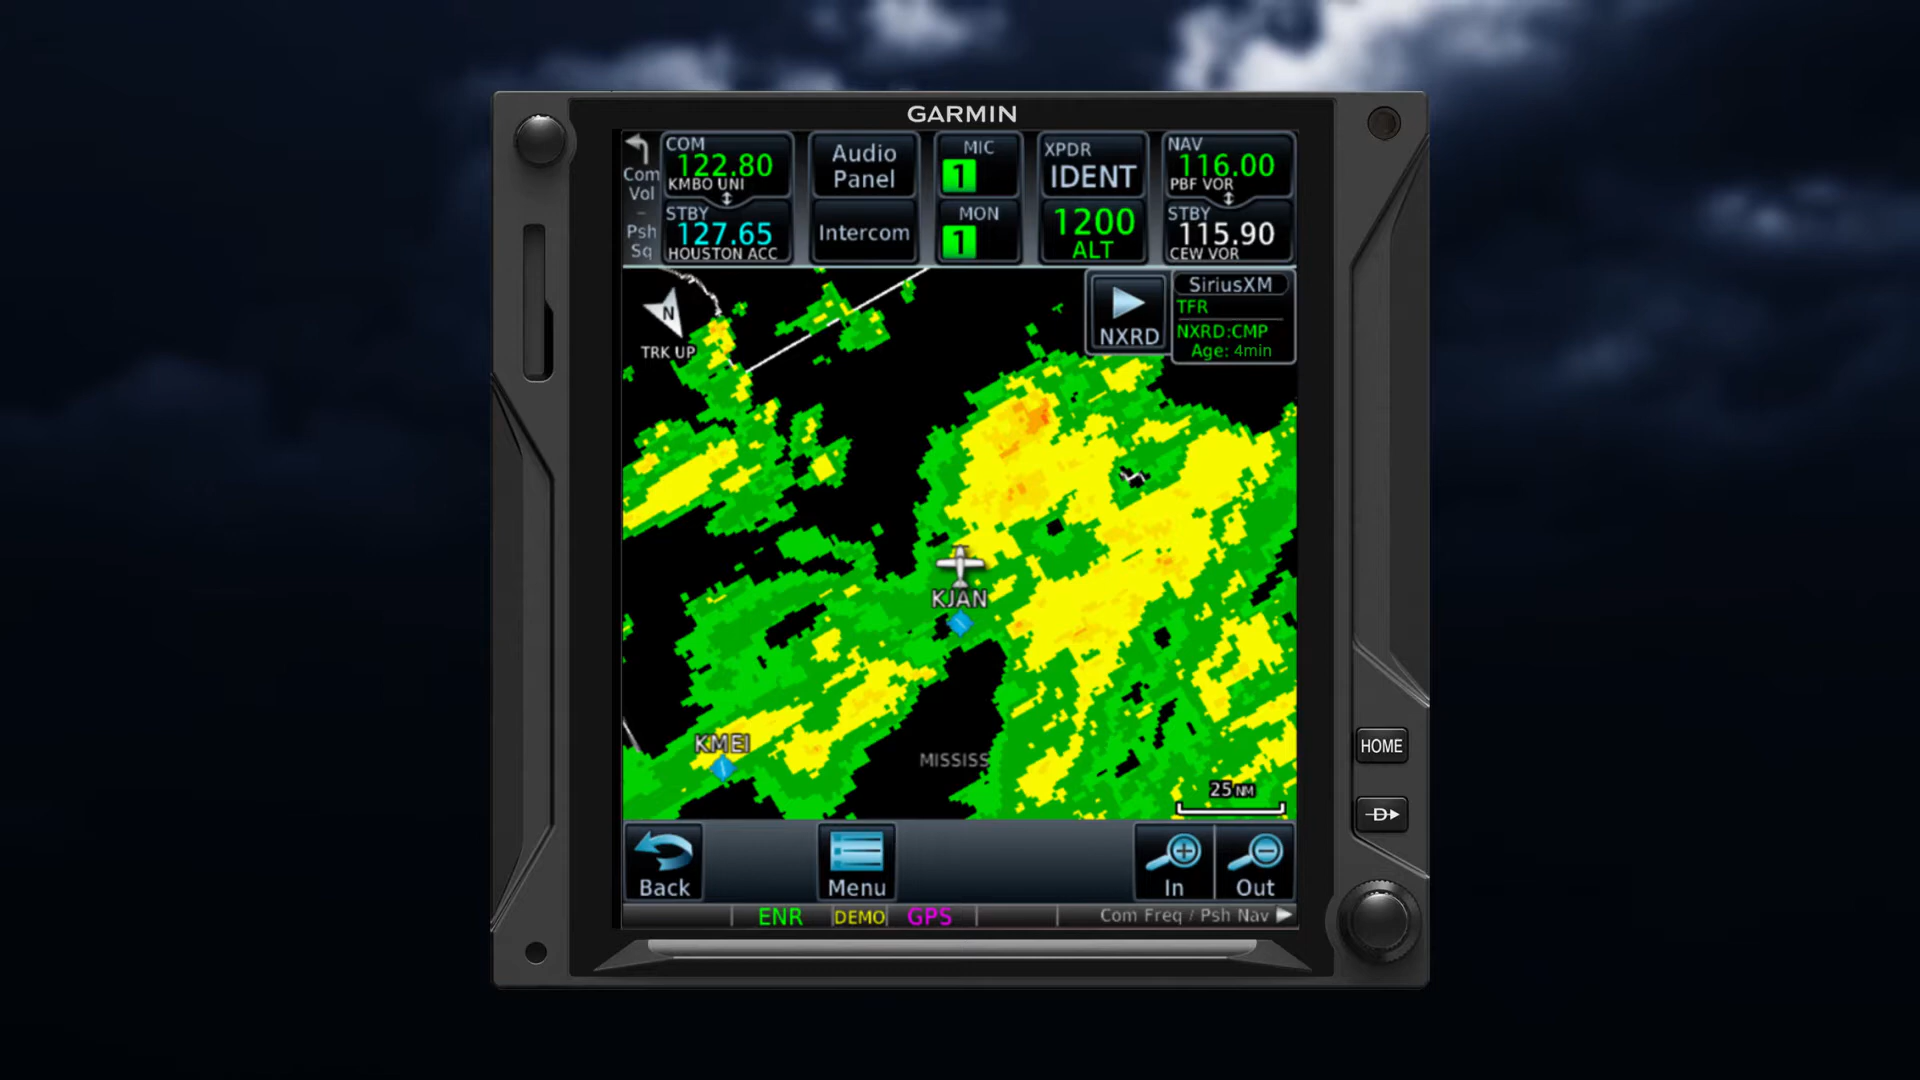 GARMIN
Com
Vol
–
Psh
Sq
COM
122.80
KMBO UNI
STBY
127.65
HOUSTON ACC
Audio
Panel
Intercom
MIC
1
MON
1
XPDR
IDENT
1200
ALT
NAV
116.00
PBF VOR
STBY
115.90
CEW VOR
N
TRK UP
NXRD
SiriusXM
TFR
NXRD:CMP
Age: 4min
KJAN
KMEI
MISSISS
25NM
HOME
D
Back
Menu
In
Out
ENR
DEMO
GPS
Com Freq / Psh Nav